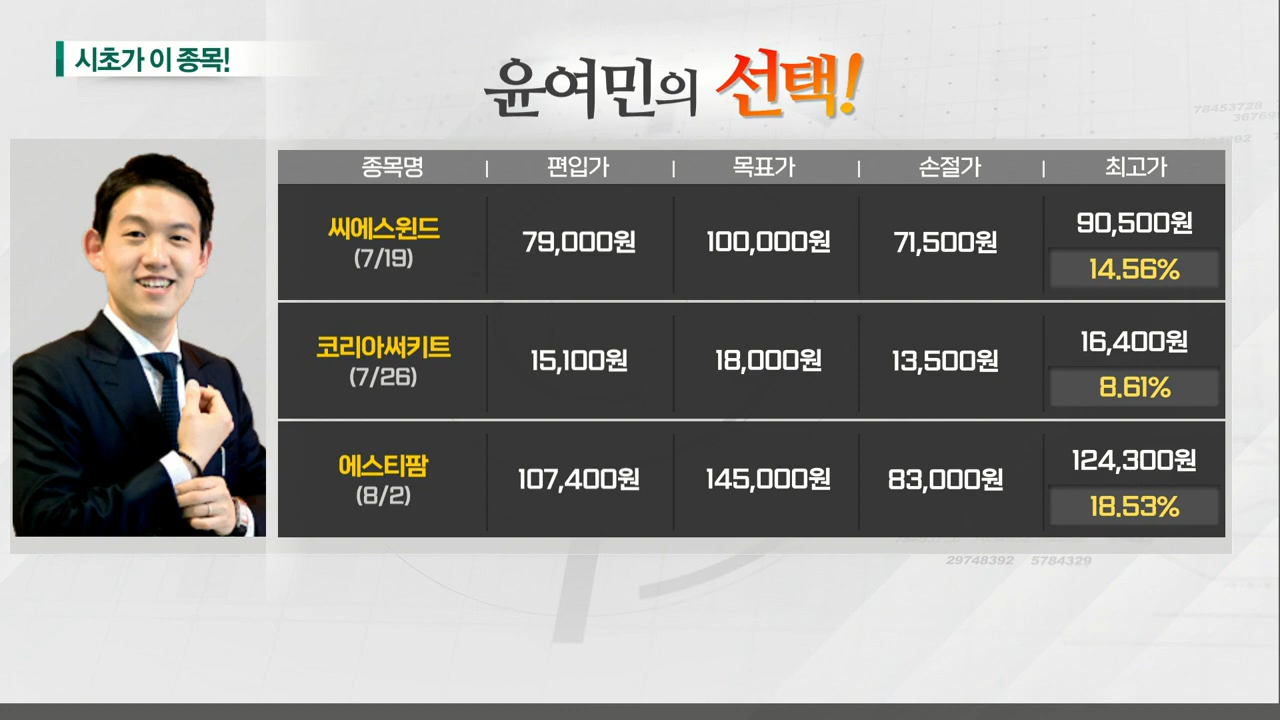 시초가 이 종목!
윤여민의 선택!
종목명 | 편입가 | 목표가 | 손절가 | 최고가
씨에스윈드
(7/19)
79,000원
100,000원
71,500원
90,500원
14.56%
코리아써키트
(7/26)
15,100원
18,000원
13,500원
16,400원
8.61%
에스티팜
(8/2)
107,400원
145,000원
83,000원
124,300원
18.53%
78453728
29748392 5784329